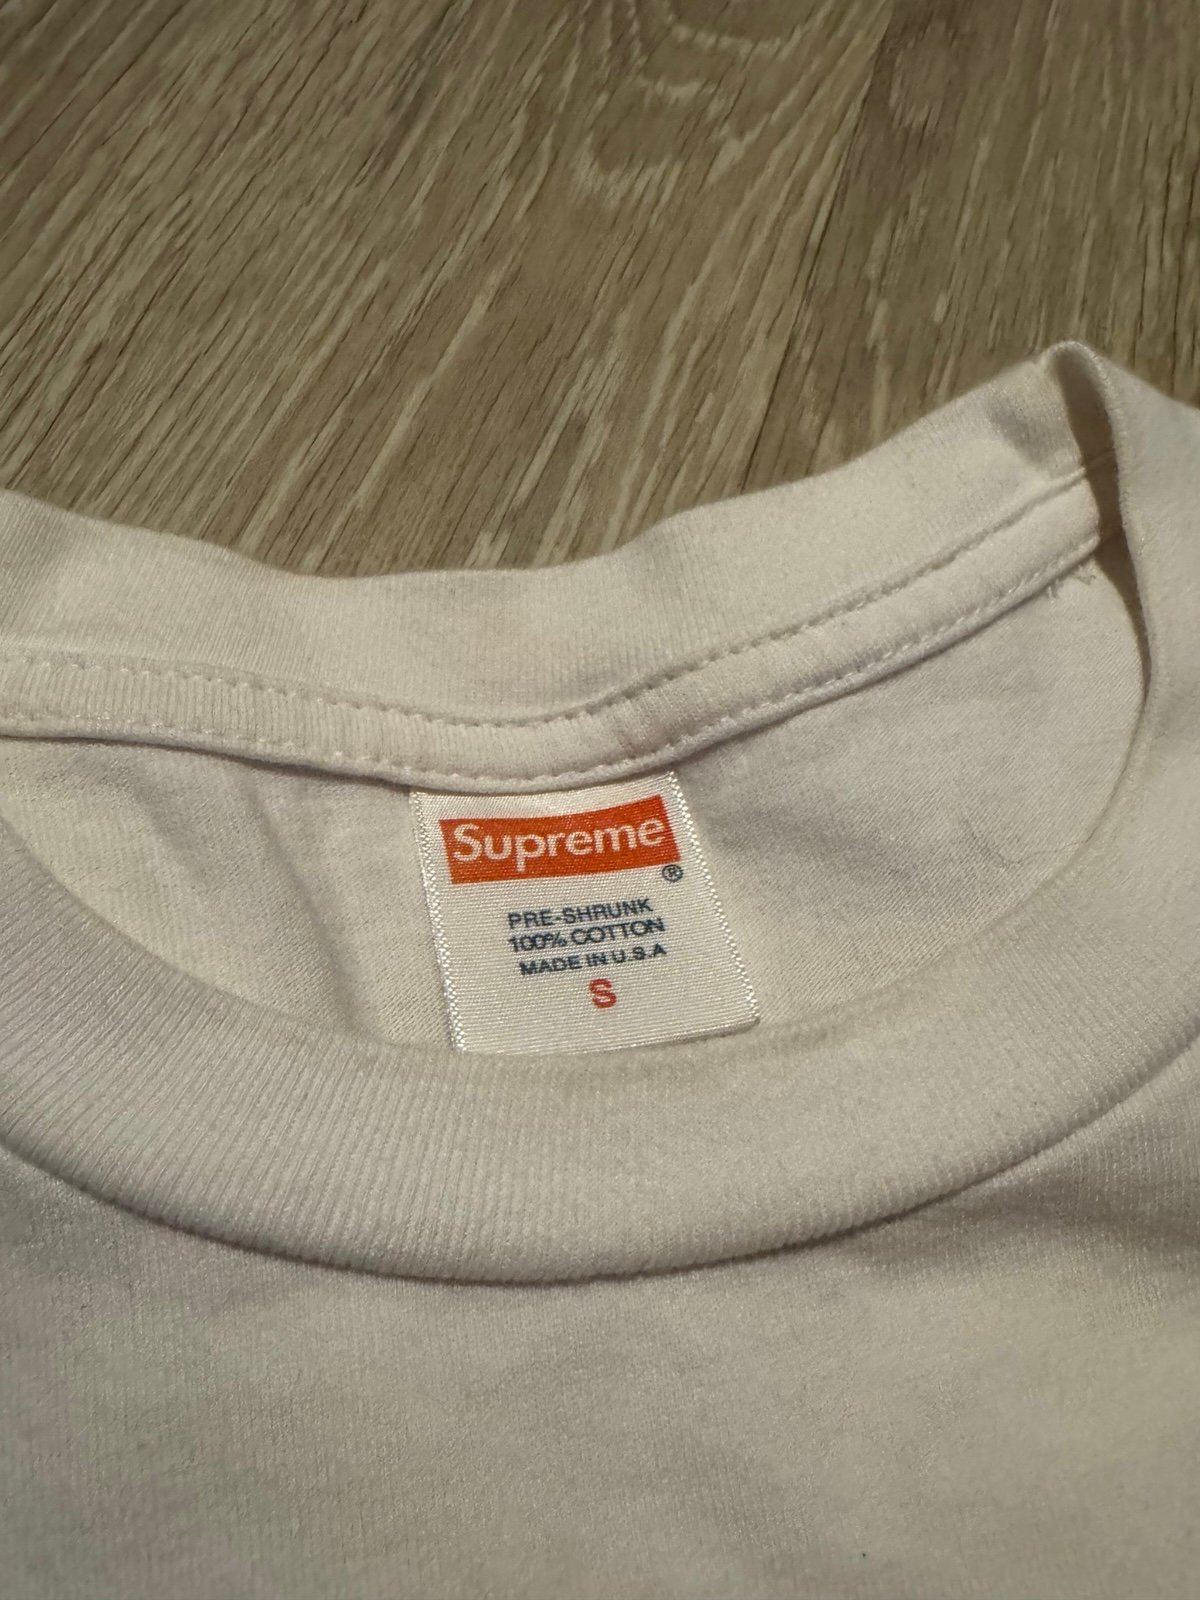 Supreme
®
PRE-SHRUNK
100% COTTON
MADE IN U.S.A
S